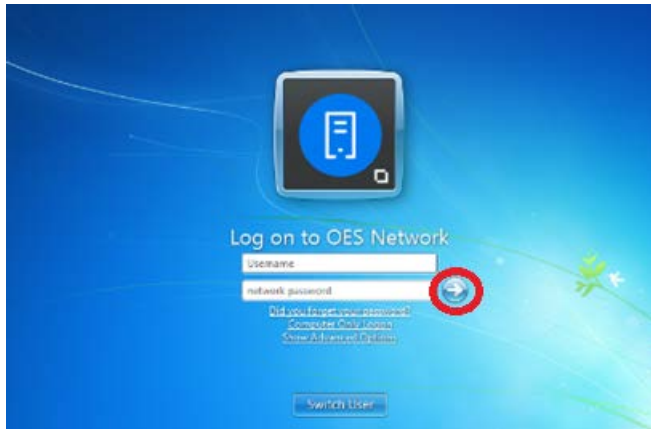 Log on to OES Network
Username
network password
Did you forget your password?
Computer Only Logon
Show Advanced Options
Switch User